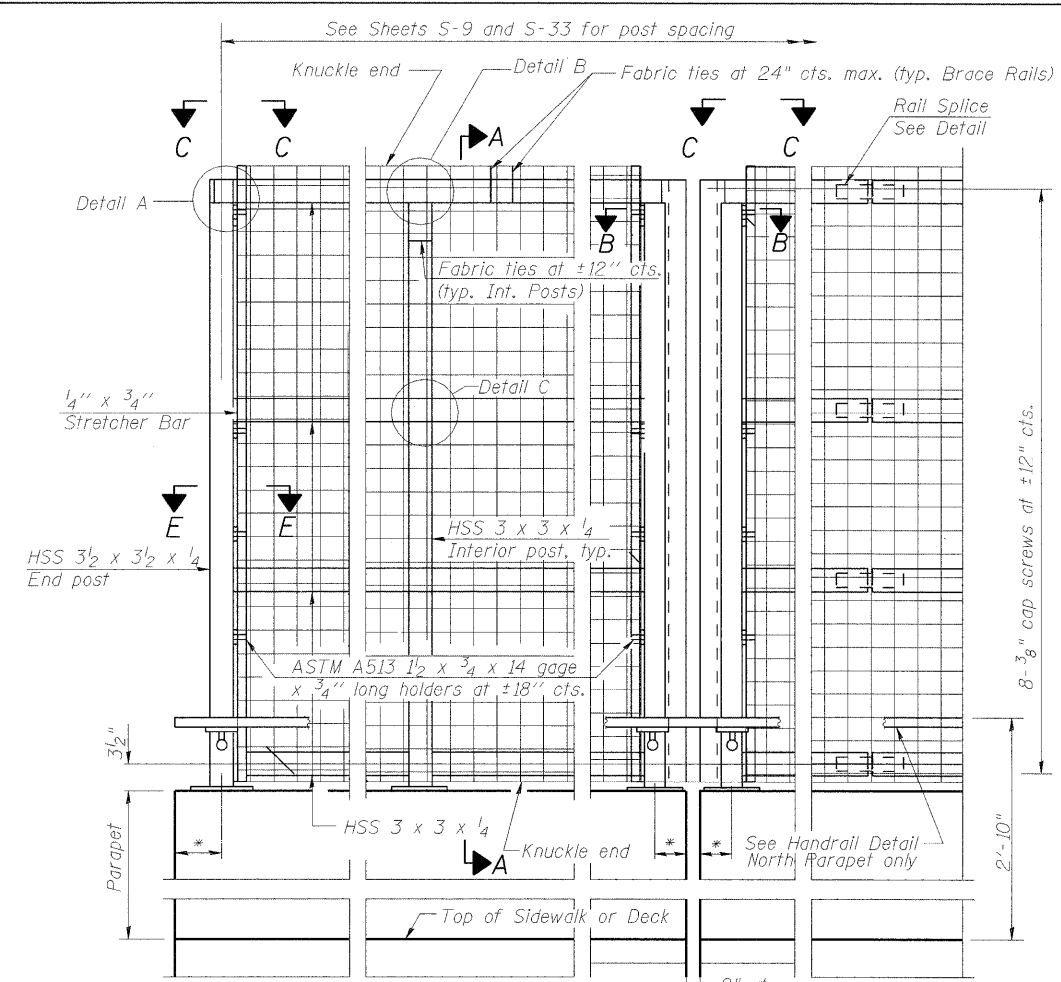 See Sheets S-9 and S-33 for post spacing
Knuckle end
Detail B
Fabric ties at 24" cts. max. (typ. Brace Rails)
Rail Splice
See Detail
C
C
A
C
C
Detail A
B
B
Fabric ties at ±12" cts.
(typ. Int. Posts)
Detail C
1/4" x 3/4"
Stretcher Bar
E
E
HSS 3 x 3 x 1/4
Interior post, typ.
HSS 3 1/2 x 3 1/2 x 1/4
End post
8-3/8" cap screws at ±12" cts.
ASTM A513 1 1/2 x 3/4 x 14 gage
x 3/4" long holders at ±18" cts.
3 1/2"
HSS 3 x 3 x 1/4
Parapet
*
A
Knuckle end
*
*
See Handrail Detail
North Parapet only
2'-10"
Top of Sidewalk or Deck